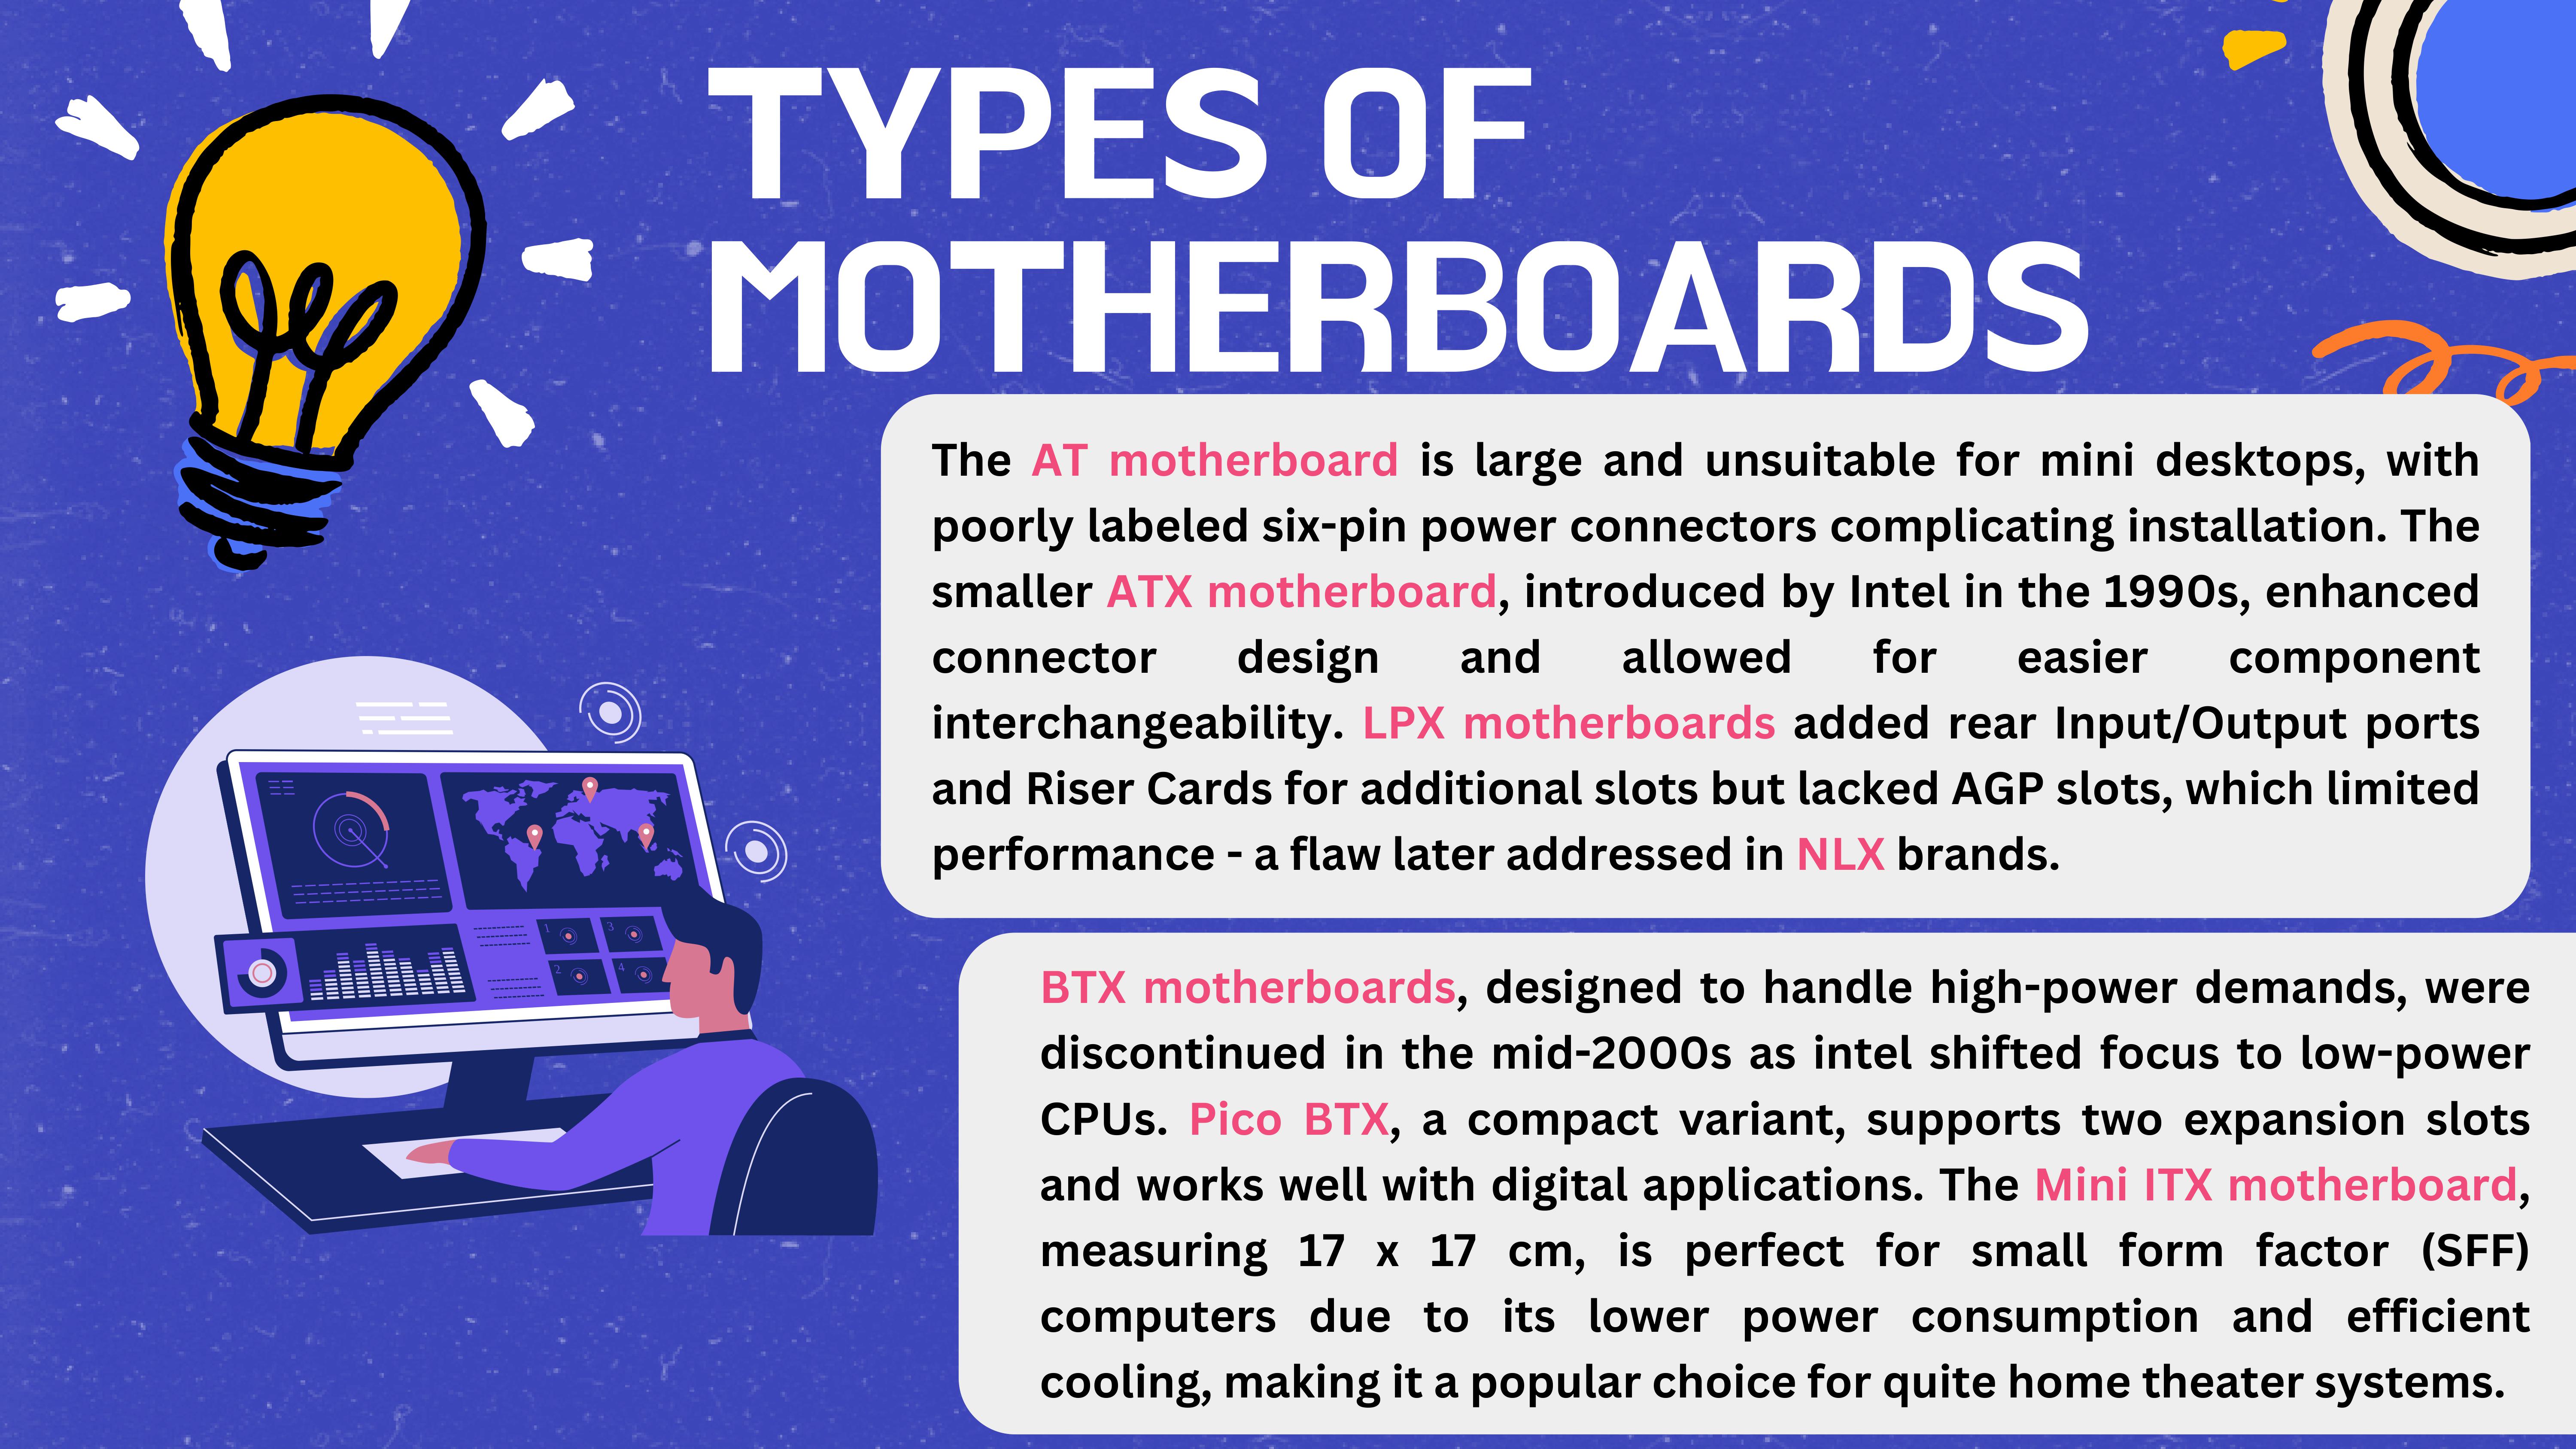 TYPES OF
MOTHERBOARDS
The AT motherboard is large and unsuitable for mini desktops, with
poorly labeled six-pin power connectors complicating installation. The
smaller ATX motherboard, introduced by Intel in the 1990s, enhanced
connector design and allowed for easier component
interchangeability. LPX motherboards added rear Input/Output ports
and Riser Cards for additional slots but lacked AGP slots, which limited
performance - a flaw later addressed in NLX brands.
BTX motherboards, designed to handle high-power demands, were
discontinued in the mid-2000s as intel shifted focus to low-power
CPUs. Pico BTX, a compact variant, supports two expansion slots
and works well with digital applications. The Mini ITX motherboard,
measuring 17 x 17 cm, is perfect for small form factor (SFF)
computers due to its lower power consumption and efficient
cooling, making it a popular choice for quite home theater systems.
1 3
2 4